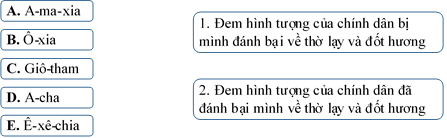 A. A-ma-xia
B. Ô-xia
C. Giô-tham
D. A-cha
E. Ê-xê-chia
1. Đem hình tượng của chính dân bị
mình đánh bại về thờ lạy và đốt hương
2. Đem hình tượng của chính dân đã
đánh bại mình về thờ lạy và đốt hương